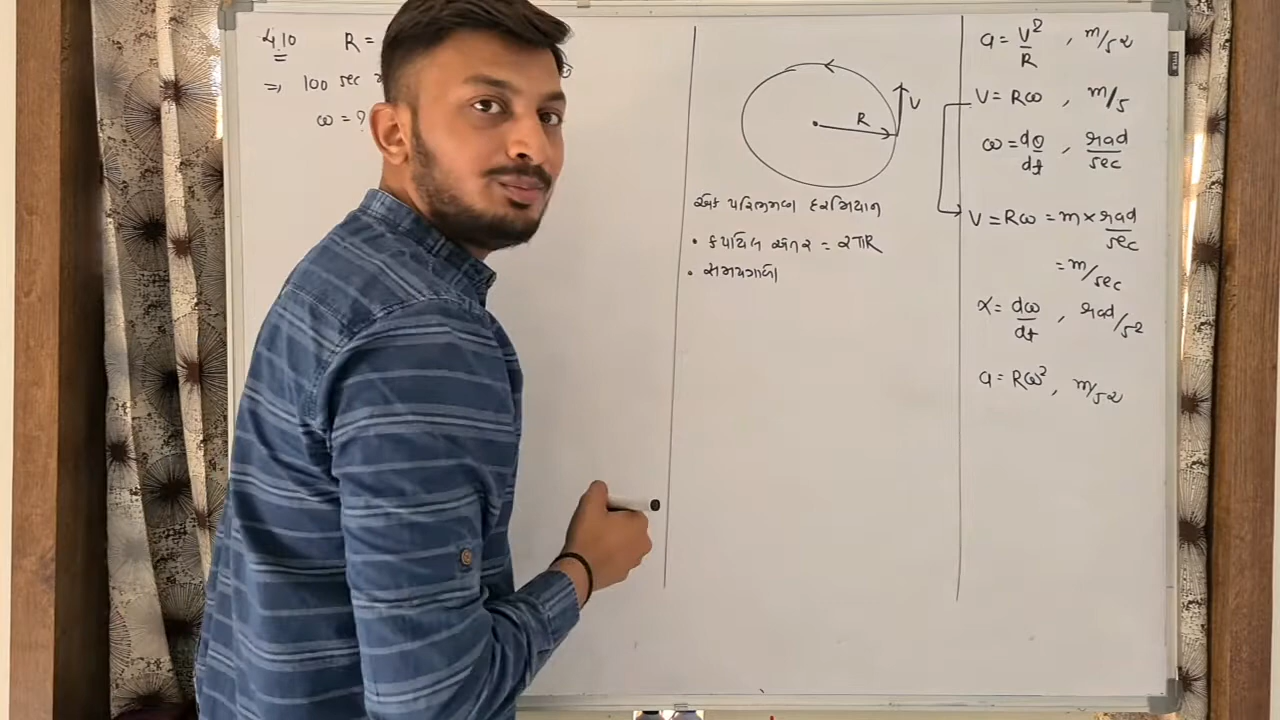 4.10 R =
⇒ 100 sec
ω = ?
R
V
એક પરિભ્રમણ દરમિયાન
• કપાયેલ અંતર = 2πR
• સમયગાળો
a = V²/R , m/s²
V = Rω , m/s
ω = dθ/dt , rad/sec
V = Rω = m × rad/sec
= m/sec
α = dω/dt , rad/s²
a = Rω² , m/s²